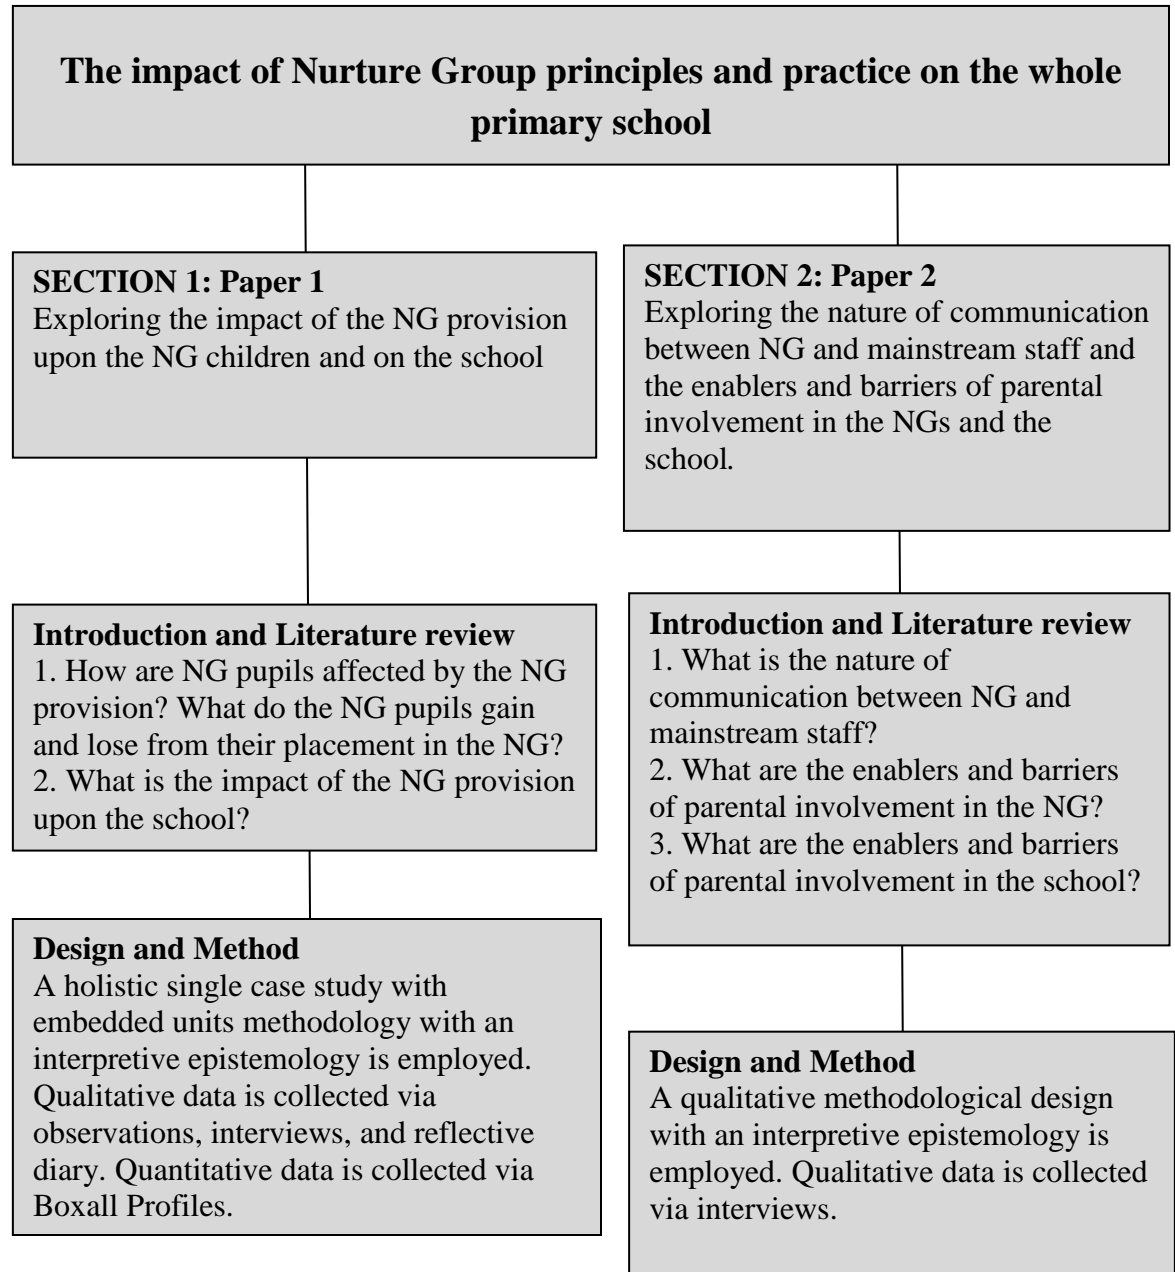 The impact of Nurture Group principles and practice on the whole
primary school
SECTION 1: Paper 1
Exploring the impact of the NG provision
upon the NG children and on the school
SECTION 2: Paper 2
Exploring the nature of communication
between NG and mainstream staff and
the enablers and barriers of parental
involvement in the NGs and the
school.
Introduction and Literature review
1. How are NG pupils affected by the NG
provision? What do the NG pupils gain
and lose from their placement in the NG?
2. What is the impact of the NG provision
upon the school?
Introduction and Literature review
1. What is the nature of
communication between NG and
mainstream staff?
2. What are the enablers and barriers
of parental involvement in the NG?
3. What are the enablers and barriers
of parental involvement in the school?
Design and Method
A holistic single case study with
embedded units methodology with an
interpretive epistemology is employed.
Qualitative data is collected via
observations, interviews, and reflective
diary. Quantitative data is collected via
Boxall Profiles.
Design and Method
A qualitative methodological design
with an interpretive epistemology is
employed. Qualitative data is collected
via interviews.